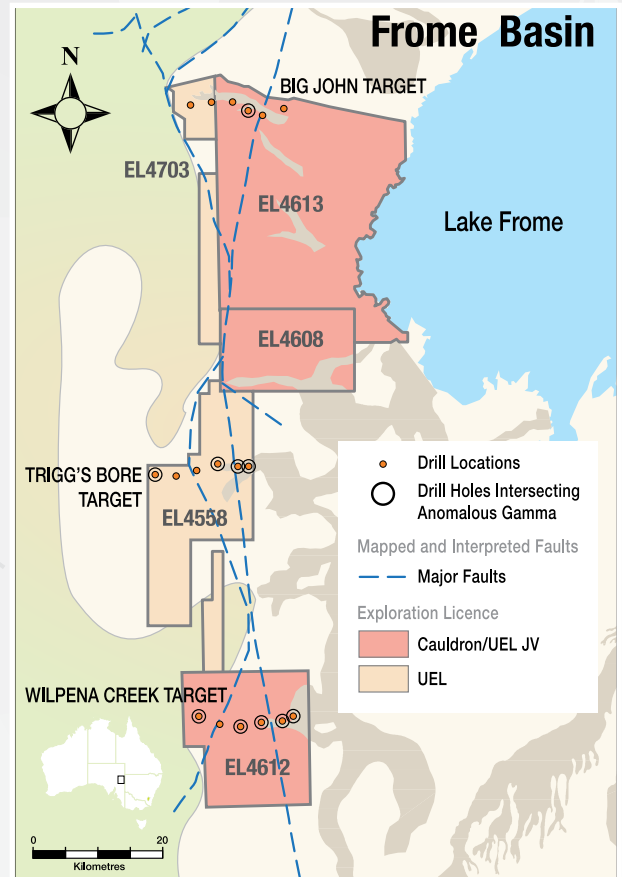 Frome Basin
N
BIG JOHN TARGET
EL4703
EL4613
Lake Frome
EL4608
TRIGG'S BORE
TARGET
EL4558
Drill Locations
Drill Holes Intersecting
Anomalous Gamma
Mapped and Interpreted Faults
Major Faults
Exploration Licence
Cauldron/UEL JV
UEL
WILPENA CREEK TARGET
EL4612
0 20
Kilometres